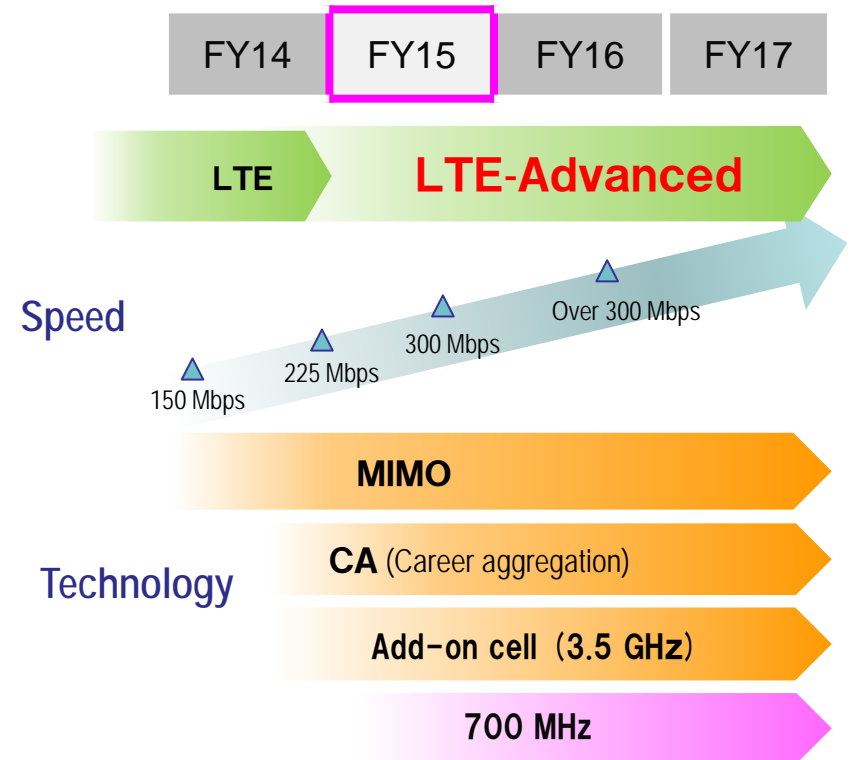 FY14 FY15 FY16 FY17
LTE LTE-Advanced
Speed
150 Mbps
225 Mbps
300 Mbps
Over 300 Mbps
MIMO
Technology
CA (Career aggregation)
Add-on cell (3.5 GHz)
700 MHz